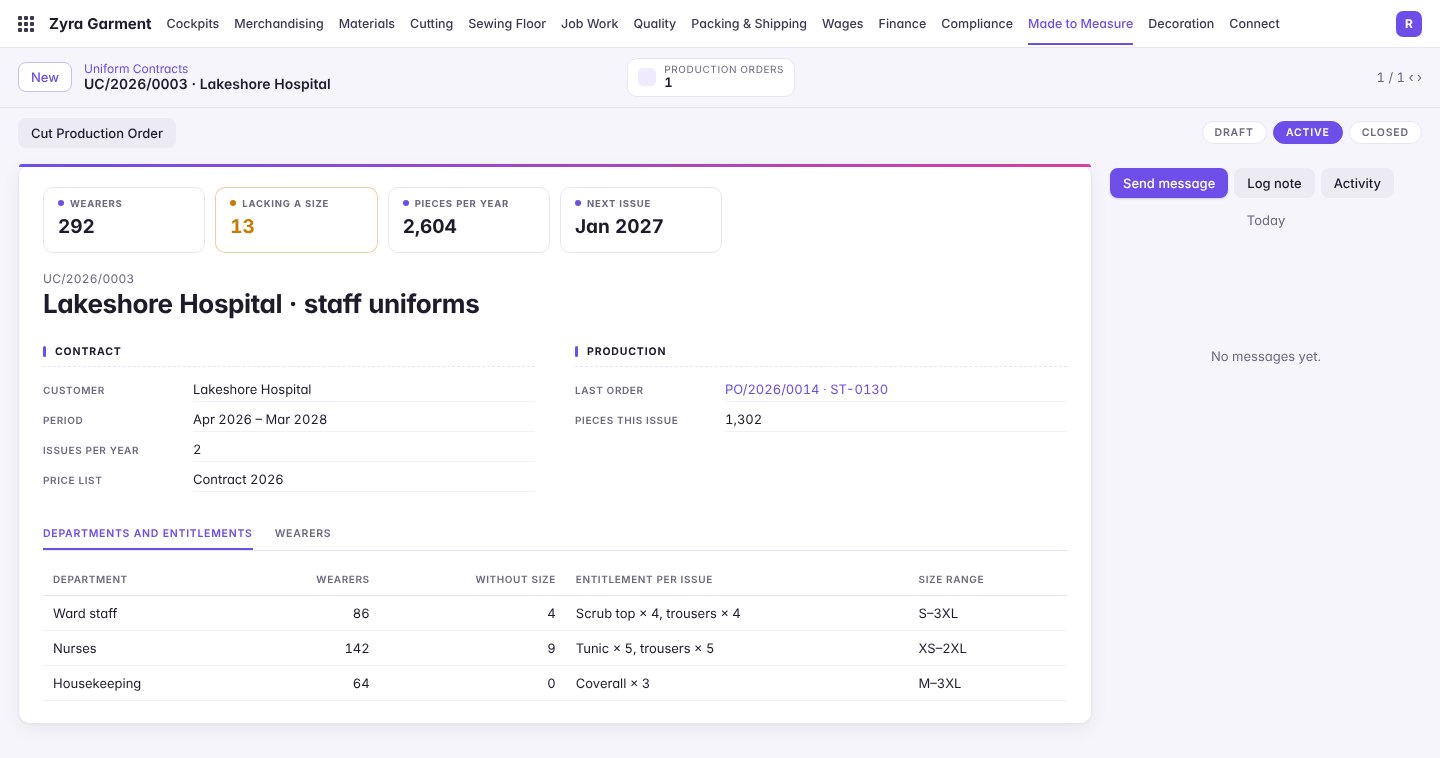 Zyra Garment Cockpits Merchandising Materials Cutting Sewing Floor Job Work Quality Packing & Shipping Wages Finance Compliance Made to Measure Decoration Connect R
New
Uniform Contracts
UC/2026/0003 · Lakeshore Hospital
PRODUCTION ORDERS
1
1 / 1 ‹ ›
Cut Production Order
DRAFT ACTIVE CLOSED
WEARERS
292
LACKING A SIZE
13
PIECES PER YEAR
2,604
NEXT ISSUE
Jan 2027
UC/2026/0003
Lakeshore Hospital · staff uniforms
CONTRACT
CUSTOMER Lakeshore Hospital
PERIOD Apr 2026 – Mar 2028
ISSUES PER YEAR 2
PRICE LIST Contract 2026
PRODUCTION
LAST ORDER PO/2026/0014 · ST-0130
PIECES THIS ISSUE 1,302
DEPARTMENTS AND ENTITLEMENTS WEARERS
DEPARTMENT WEARERS WITHOUT SIZE ENTITLEMENT PER ISSUE SIZE RANGE
Ward staff 86 4 Scrub top × 4, trousers × 4 S–3XL
Nurses 142 9 Tunic × 5, trousers × 5 XS–2XL
Housekeeping 64 0 Coverall × 3 M–3XL
Send message Log note Activity
Today
No messages yet.